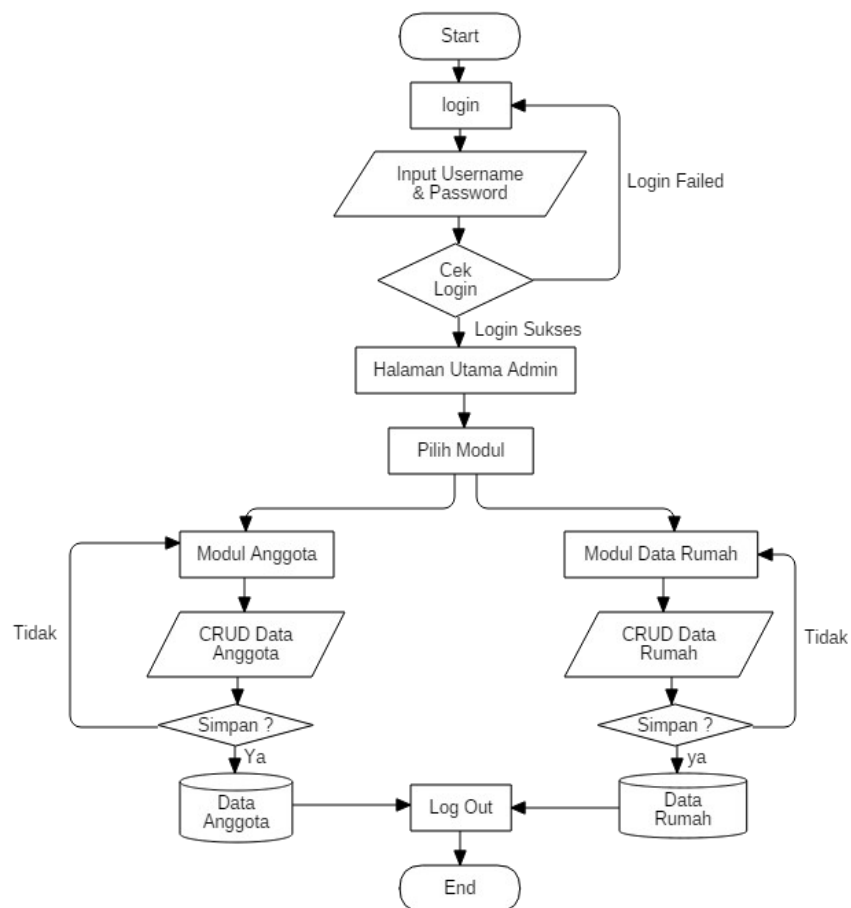 Start
login
Input Username
& Password
Login Failed
Cek
Login
Login Sukses
Halaman Utama Admin
Pilih Modul
Modul Anggota
Modul Data Rumah
Tidak
CRUD Data
Anggota
CRUD Data
Rumah
Tidak
Simpan ?
Simpan ?
Ya
ya
Data
Anggota
Log Out
Data
Rumah
End